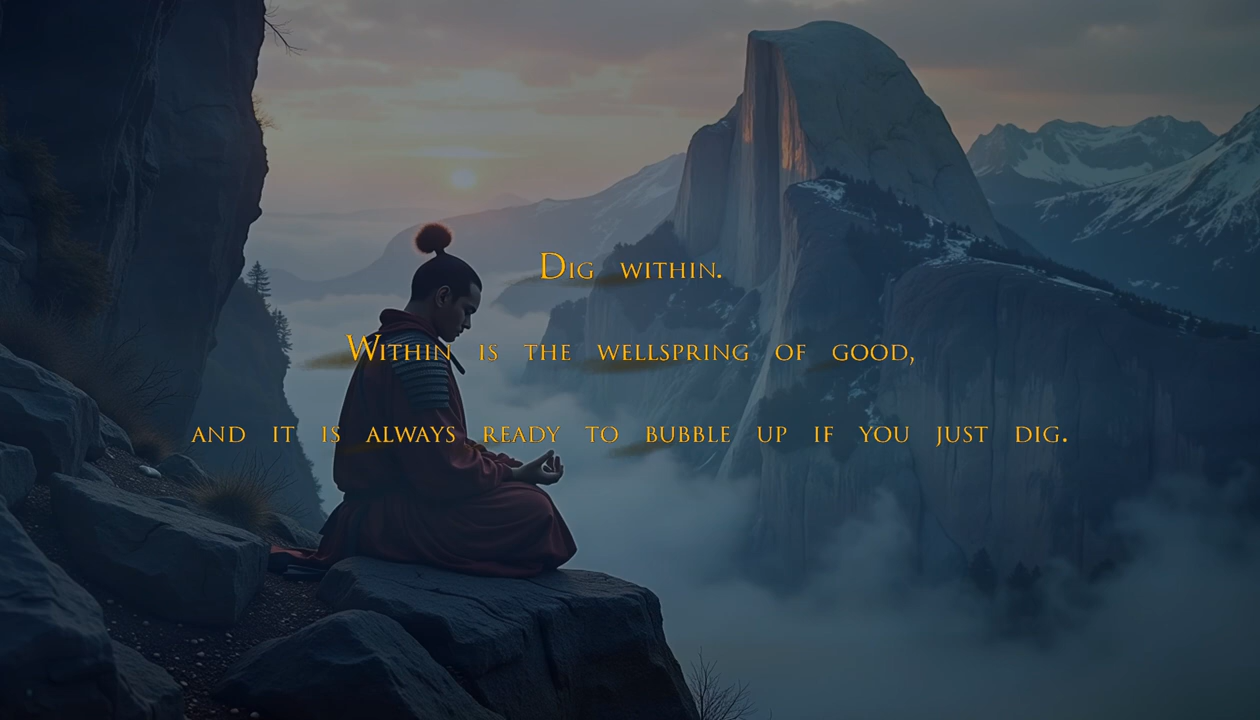 Dig within.
Within is the wellspring of good,
and it is always ready to bubble up if you just dig.